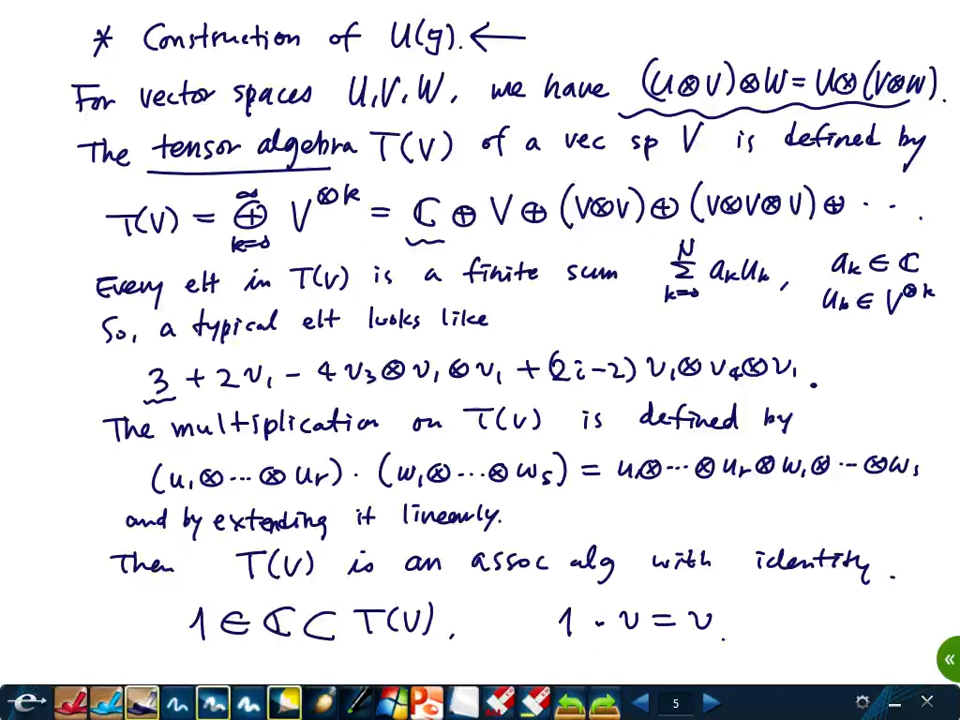 * Construction of U(g). ←
For vector spaces U, V, W, we have (U⊗V)⊗W = U⊗(V⊗W).
The tensor algebra T(V) of a vec sp V is defined by
T(V) = ⊕_{k=0}^{∞} V^{⊗k} = ℂ ⊕ V ⊕ (V⊗V) ⊕ (V⊗V⊗V) ⊕ ⋯.
Every elt in T(V) is a finite sum Σ_{k=0}^{N} a_k u_k, a_k ∈ ℂ
u_k ∈ V^{⊗k}
So, a typical elt looks like
3 + 2v_1 - 4v_3⊗v_1⊗v_1 + (2i-2) v_1⊗v_4⊗v_1.
The multiplication on T(V) is defined by
(u_1⊗⋯⊗u_r)·(w_1⊗⋯⊗w_s) = u_1⊗⋯⊗u_r⊗w_1⊗⋯⊗w_s
and by extending it linearly.
Then T(V) is an assoc alg with identity.
1 ∈ ℂ ⊂ T(V). 1·v = v.
5